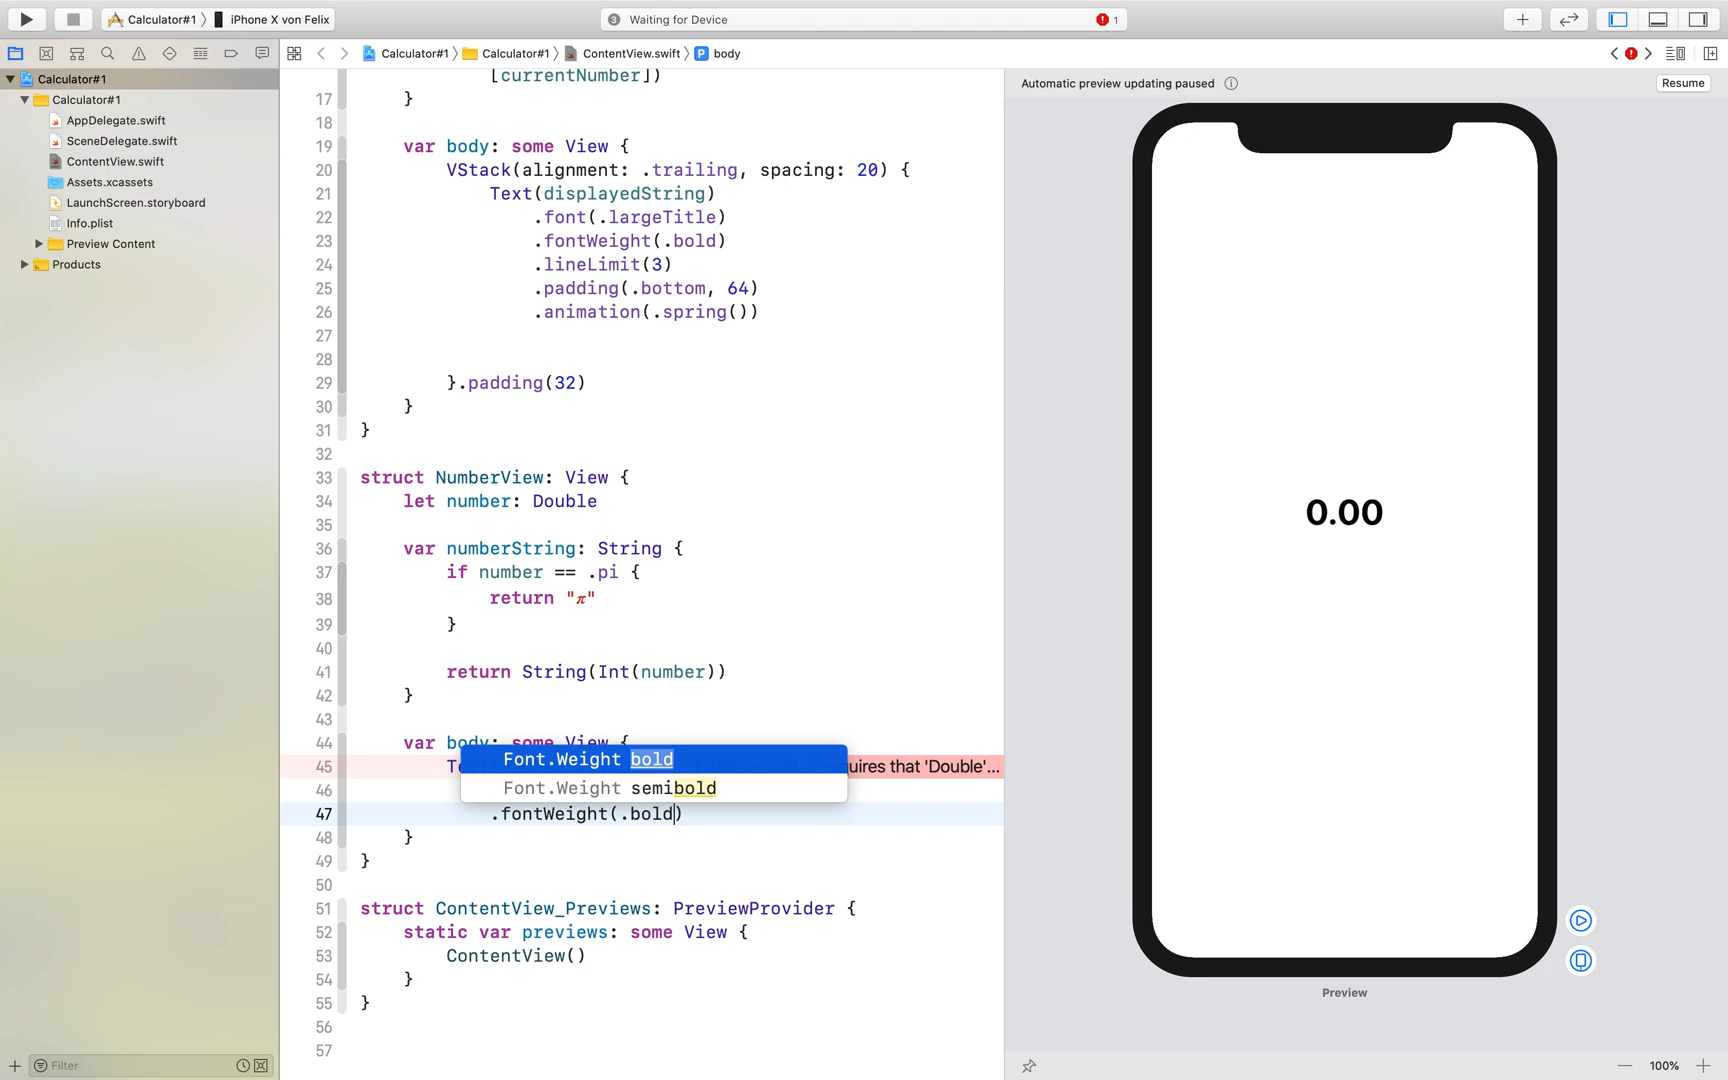 Calculator#1 〉 iPhone X von Felix
3 Waiting for Device
1
Calculator#1 〉 Calculator#1 〉 ContentView.swift 〉 P body
Calculator#1
Calculator#1
AppDelegate.swift
SceneDelegate.swift
ContentView.swift
Assets.xcassets
LaunchScreen.storyboard
Info.plist
Preview Content
Products
Filter
[currentNumber])
17 }
18
19 var body: some View {
20 VStack(alignment: .trailing, spacing: 20) {
21 Text(displayedString)
22 .font(.largeTitle)
23 .fontWeight(.bold)
24 .lineLimit(3)
25 .padding(.bottom, 64)
26 .animation(.spring())
27
28
29 }.padding(32)
30 }
31 }
32
33 struct NumberView: View {
34 let number: Double
35
36 var numberString: String {
37 if number == .pi {
38 return "π"
39 }
40
41 return String(Int(number))
42 }
43
44 var body: some View {
45 quires that 'Double'...
Font.Weight bold
46
Font.Weight semibold
47 .fontWeight(.bold)
48 }
49 }
50
51 struct ContentView_Previews: PreviewProvider {
52 static var previews: some View {
53 ContentView()
54 }
55 }
56
57
Automatic preview updating paused
Resume
0.00
Preview
100%